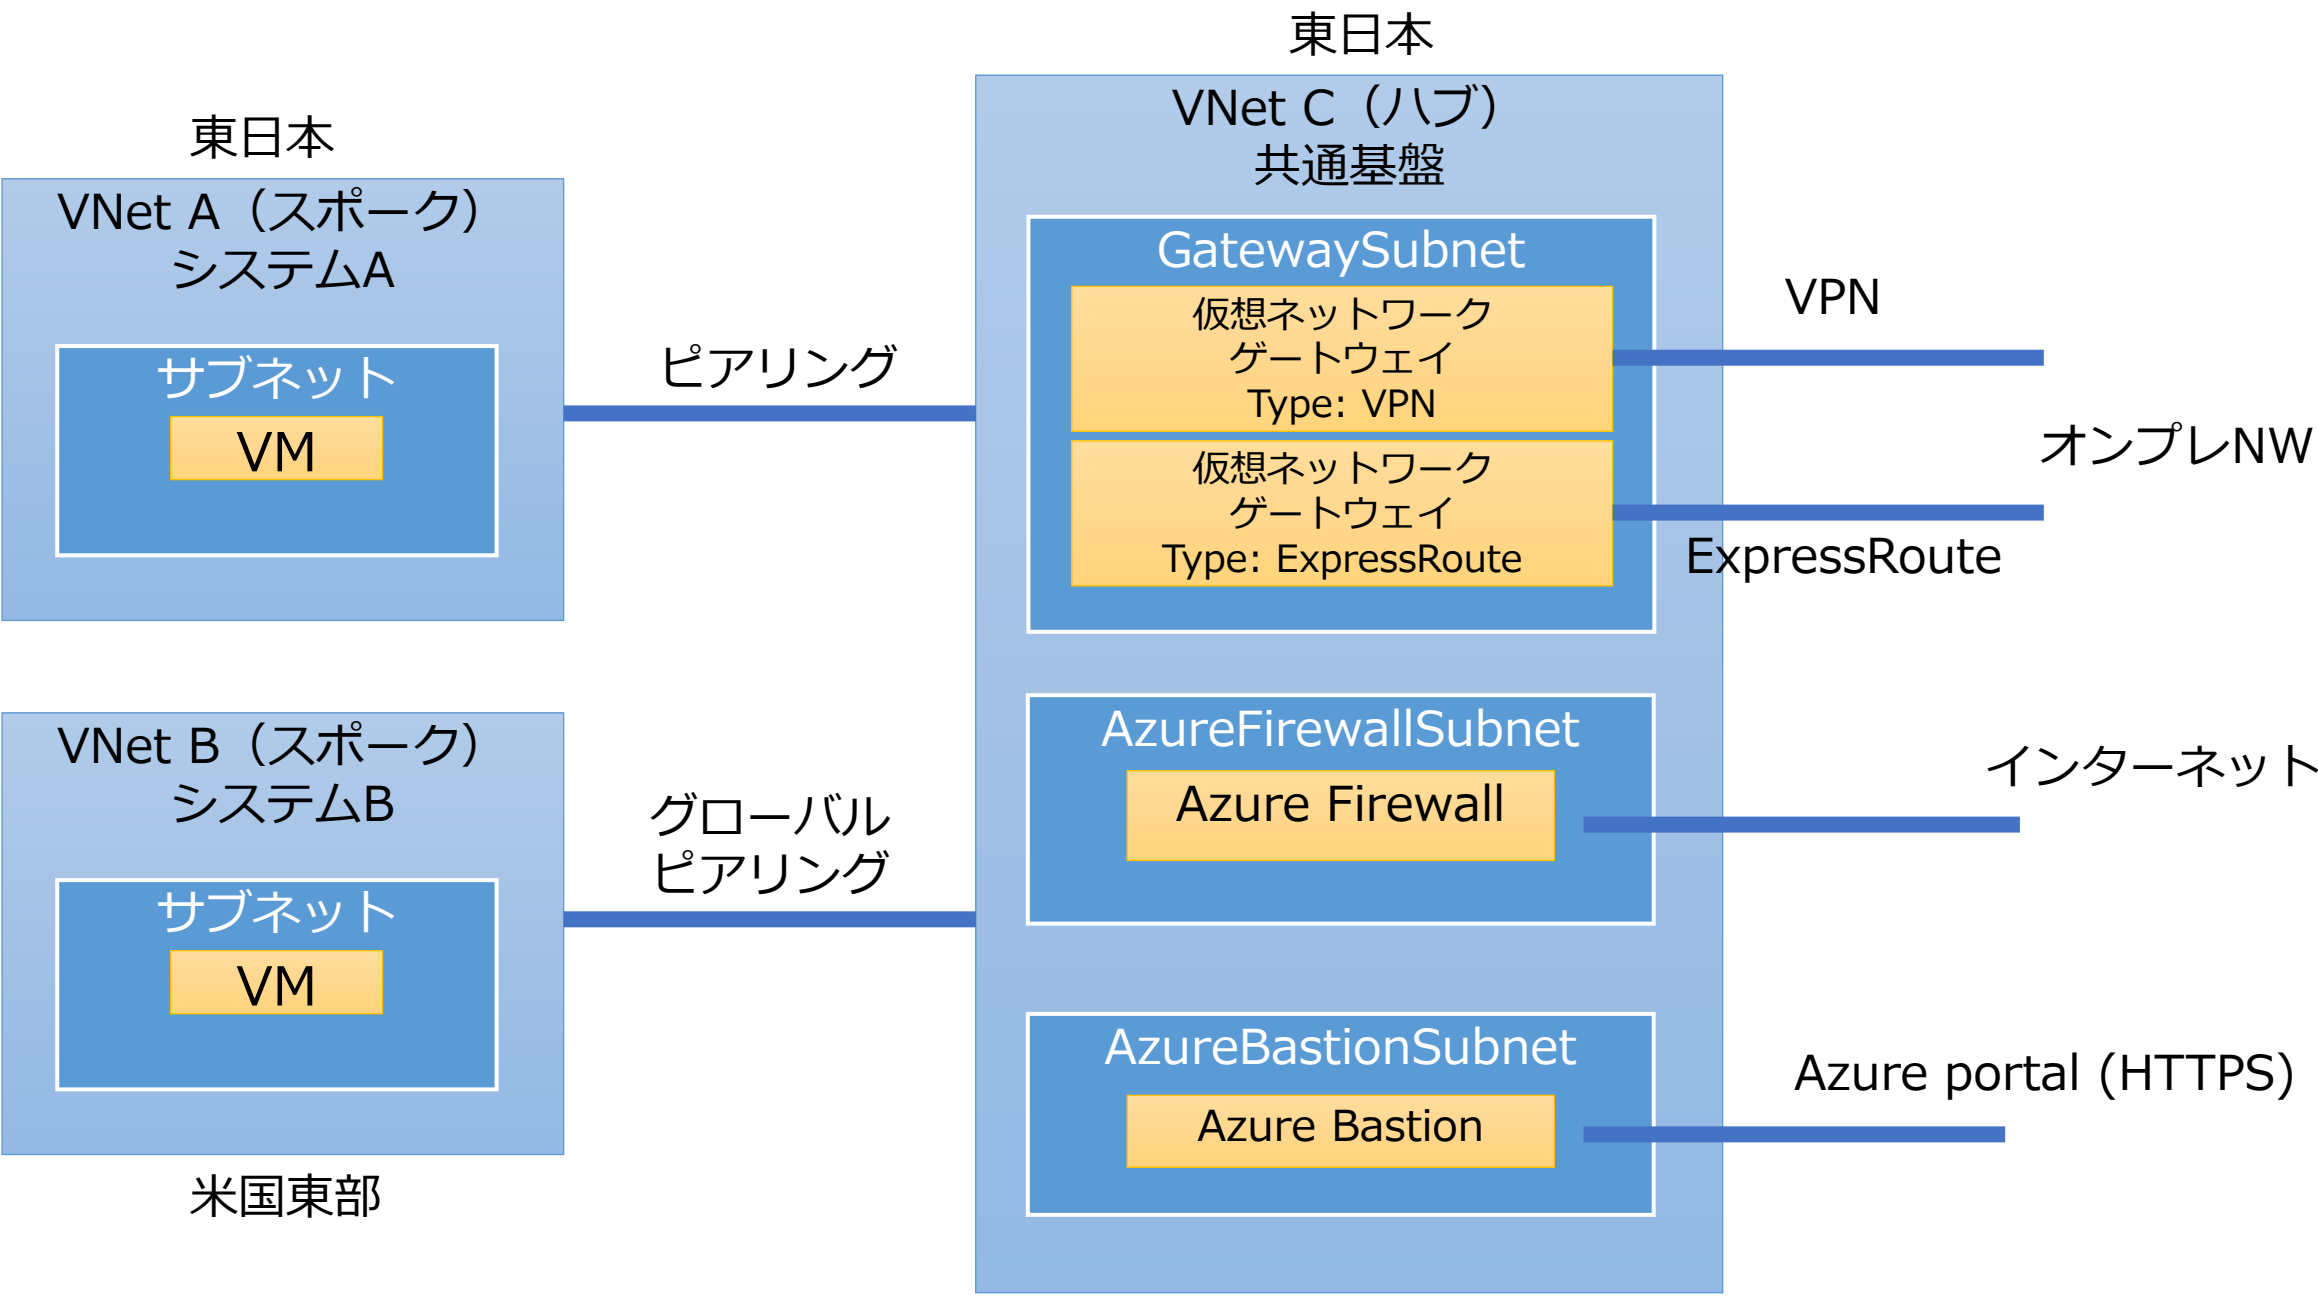 東日本
VNet A（スポーク）
システムA
サブネット
VM
ピアリング
VNet B（スポーク）
システムB
サブネット
VM
米国東部
グローバル
ピアリング
東日本
VNet C（ハブ）
共通基盤
GatewaySubnet
仮想ネットワーク
ゲートウェイ
Type: VPN
仮想ネットワーク
ゲートウェイ
Type: ExpressRoute
VPN
オンプレNW
ExpressRoute
AzureFirewallSubnet
Azure Firewall
インターネット
AzureBastionSubnet
Azure Bastion
Azure portal (HTTPS)